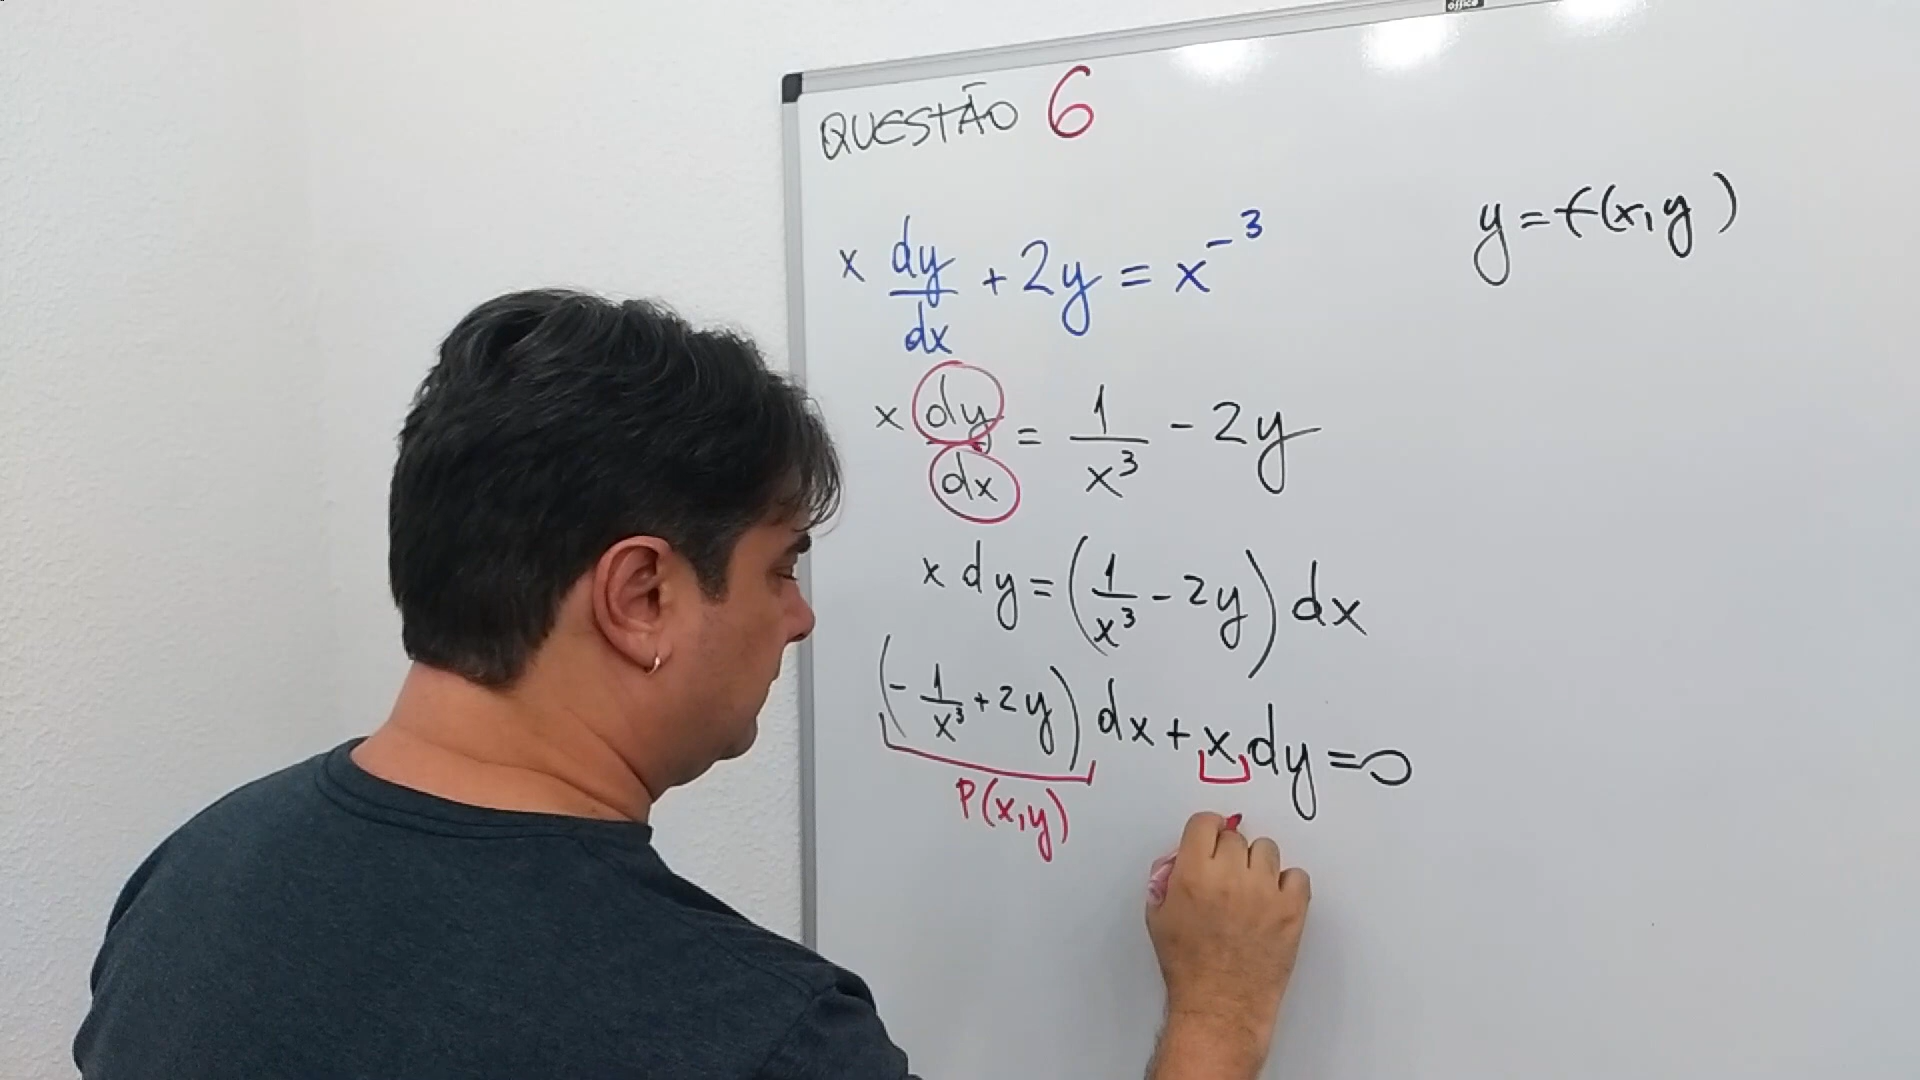 office
QUESTÃO 6
x dy/dx + 2y = x⁻³
y = f(x,y)
x dy/dx = 1/x³ - 2y
x dy = (1/x³ - 2y) dx
(-1/x³ + 2y) dx + x dy = 0
P(x,y)